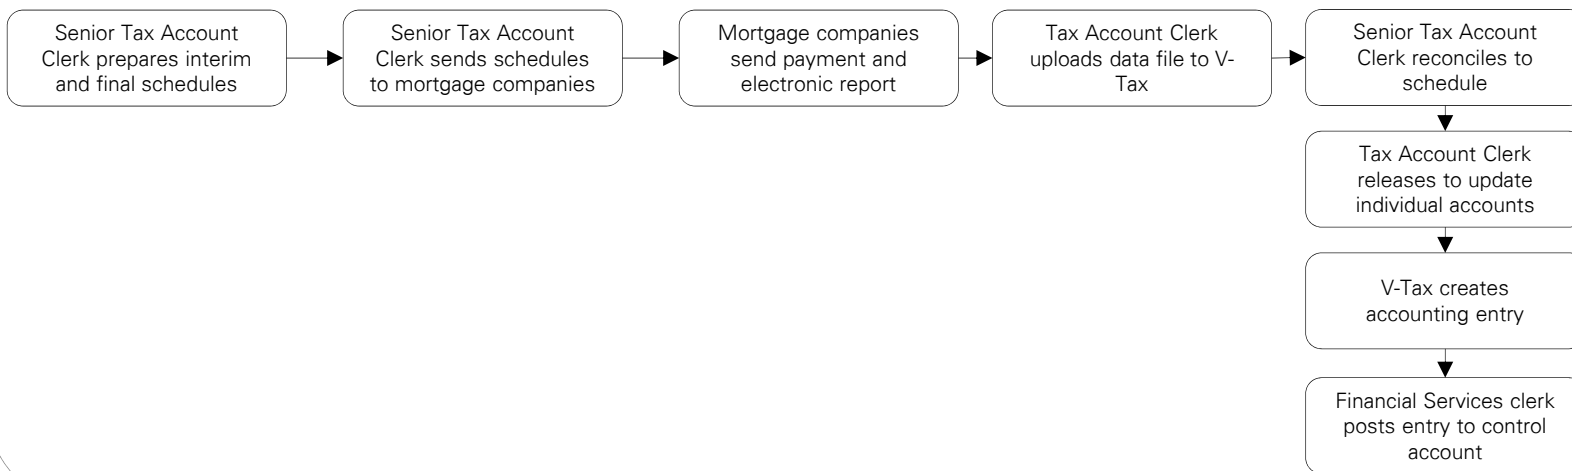 Senior Tax Account
Clerk prepares interim
and final schedules
Senior Tax Account
Clerk sends schedules
to mortgage companies
Mortgage companies
send payment and
electronic report
Tax Account Clerk
uploads data file to V-
Tax
Senior Tax Account
Clerk reconciles to
schedule
Tax Account Clerk
releases to update
individual accounts
V-Tax creates
accounting entry
Financial Services clerk
posts entry to control
account